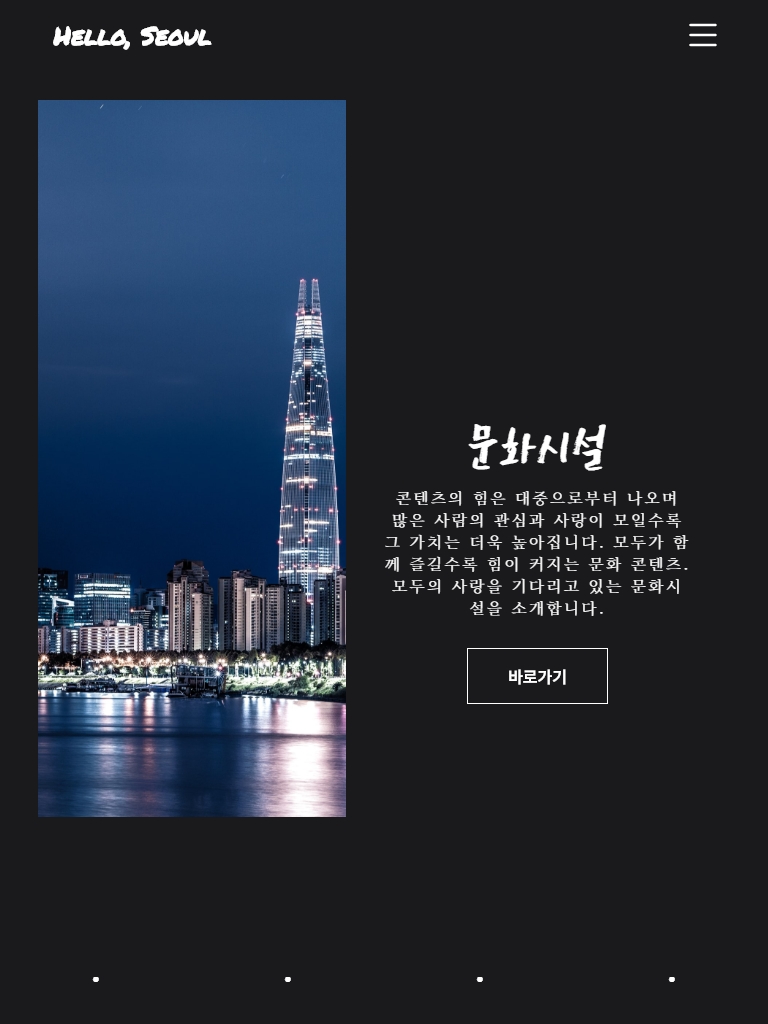 Hello, Seoul
문화시설
콘텐츠의 힘은 대중으로부터 나오며
많은 사람의 관심과 사랑이 모일수록
그 가치는 더욱 높아집니다. 모두가 함
께 즐길수록 힘이 커지는 문화 콘텐츠.
모두의 사랑을 기다리고 있는 문화시
설을 소개합니다.
바로가기